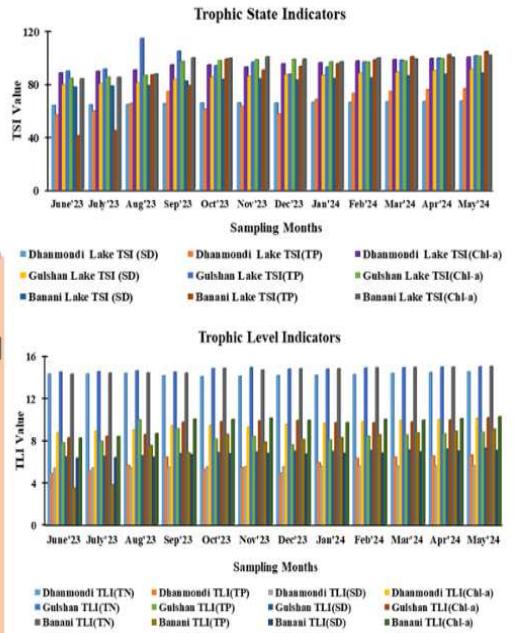 Trophic State Indicators
120
80
40
0
TSI Value
June'23 July'23 Aug'23 Sep'23 Oct'23 Nov'23 Dec'23 Jan'24 Feb'24 Mar'24 Apr'24 May'24
Sampling Months
Dhanmondi Lake TSI (SD) Dhanmondi Lake TSI(TP) Dhanmondi Lake TSI(Chl-a)
Gulshan Lake TSI (SD) Gulshan Lake TSI(TP) Gulshan Lake TSI(Chl-a)
Banani Lake TSI (SD) Banani Lake TSI(TP) Banani Lake TSI(Chl-a)
Trophic Level Indicators
16
12
8
4
0
TLI Value
June'23 July'23 Aug'23 Sep'23 Oct'23 Nov'23 Dec'23 Jan'24 Feb'24 Mar'24 Apr'24 May'24
Sampling Months
Dhanmondi TLI(TN) Dhanmondi TLI(TP) Dhanmondi TLI(SD) Dhanmondi TLI(Chl-a)
Gulshan TLI(TN) Gulshan TLI(TP) Gulshan TLI(SD) Gulshan TLI(Chl-a)
Banani TLI(TN) Banani TLI(TP) Banani TLI(SD) Banani TLI(Chl-a)